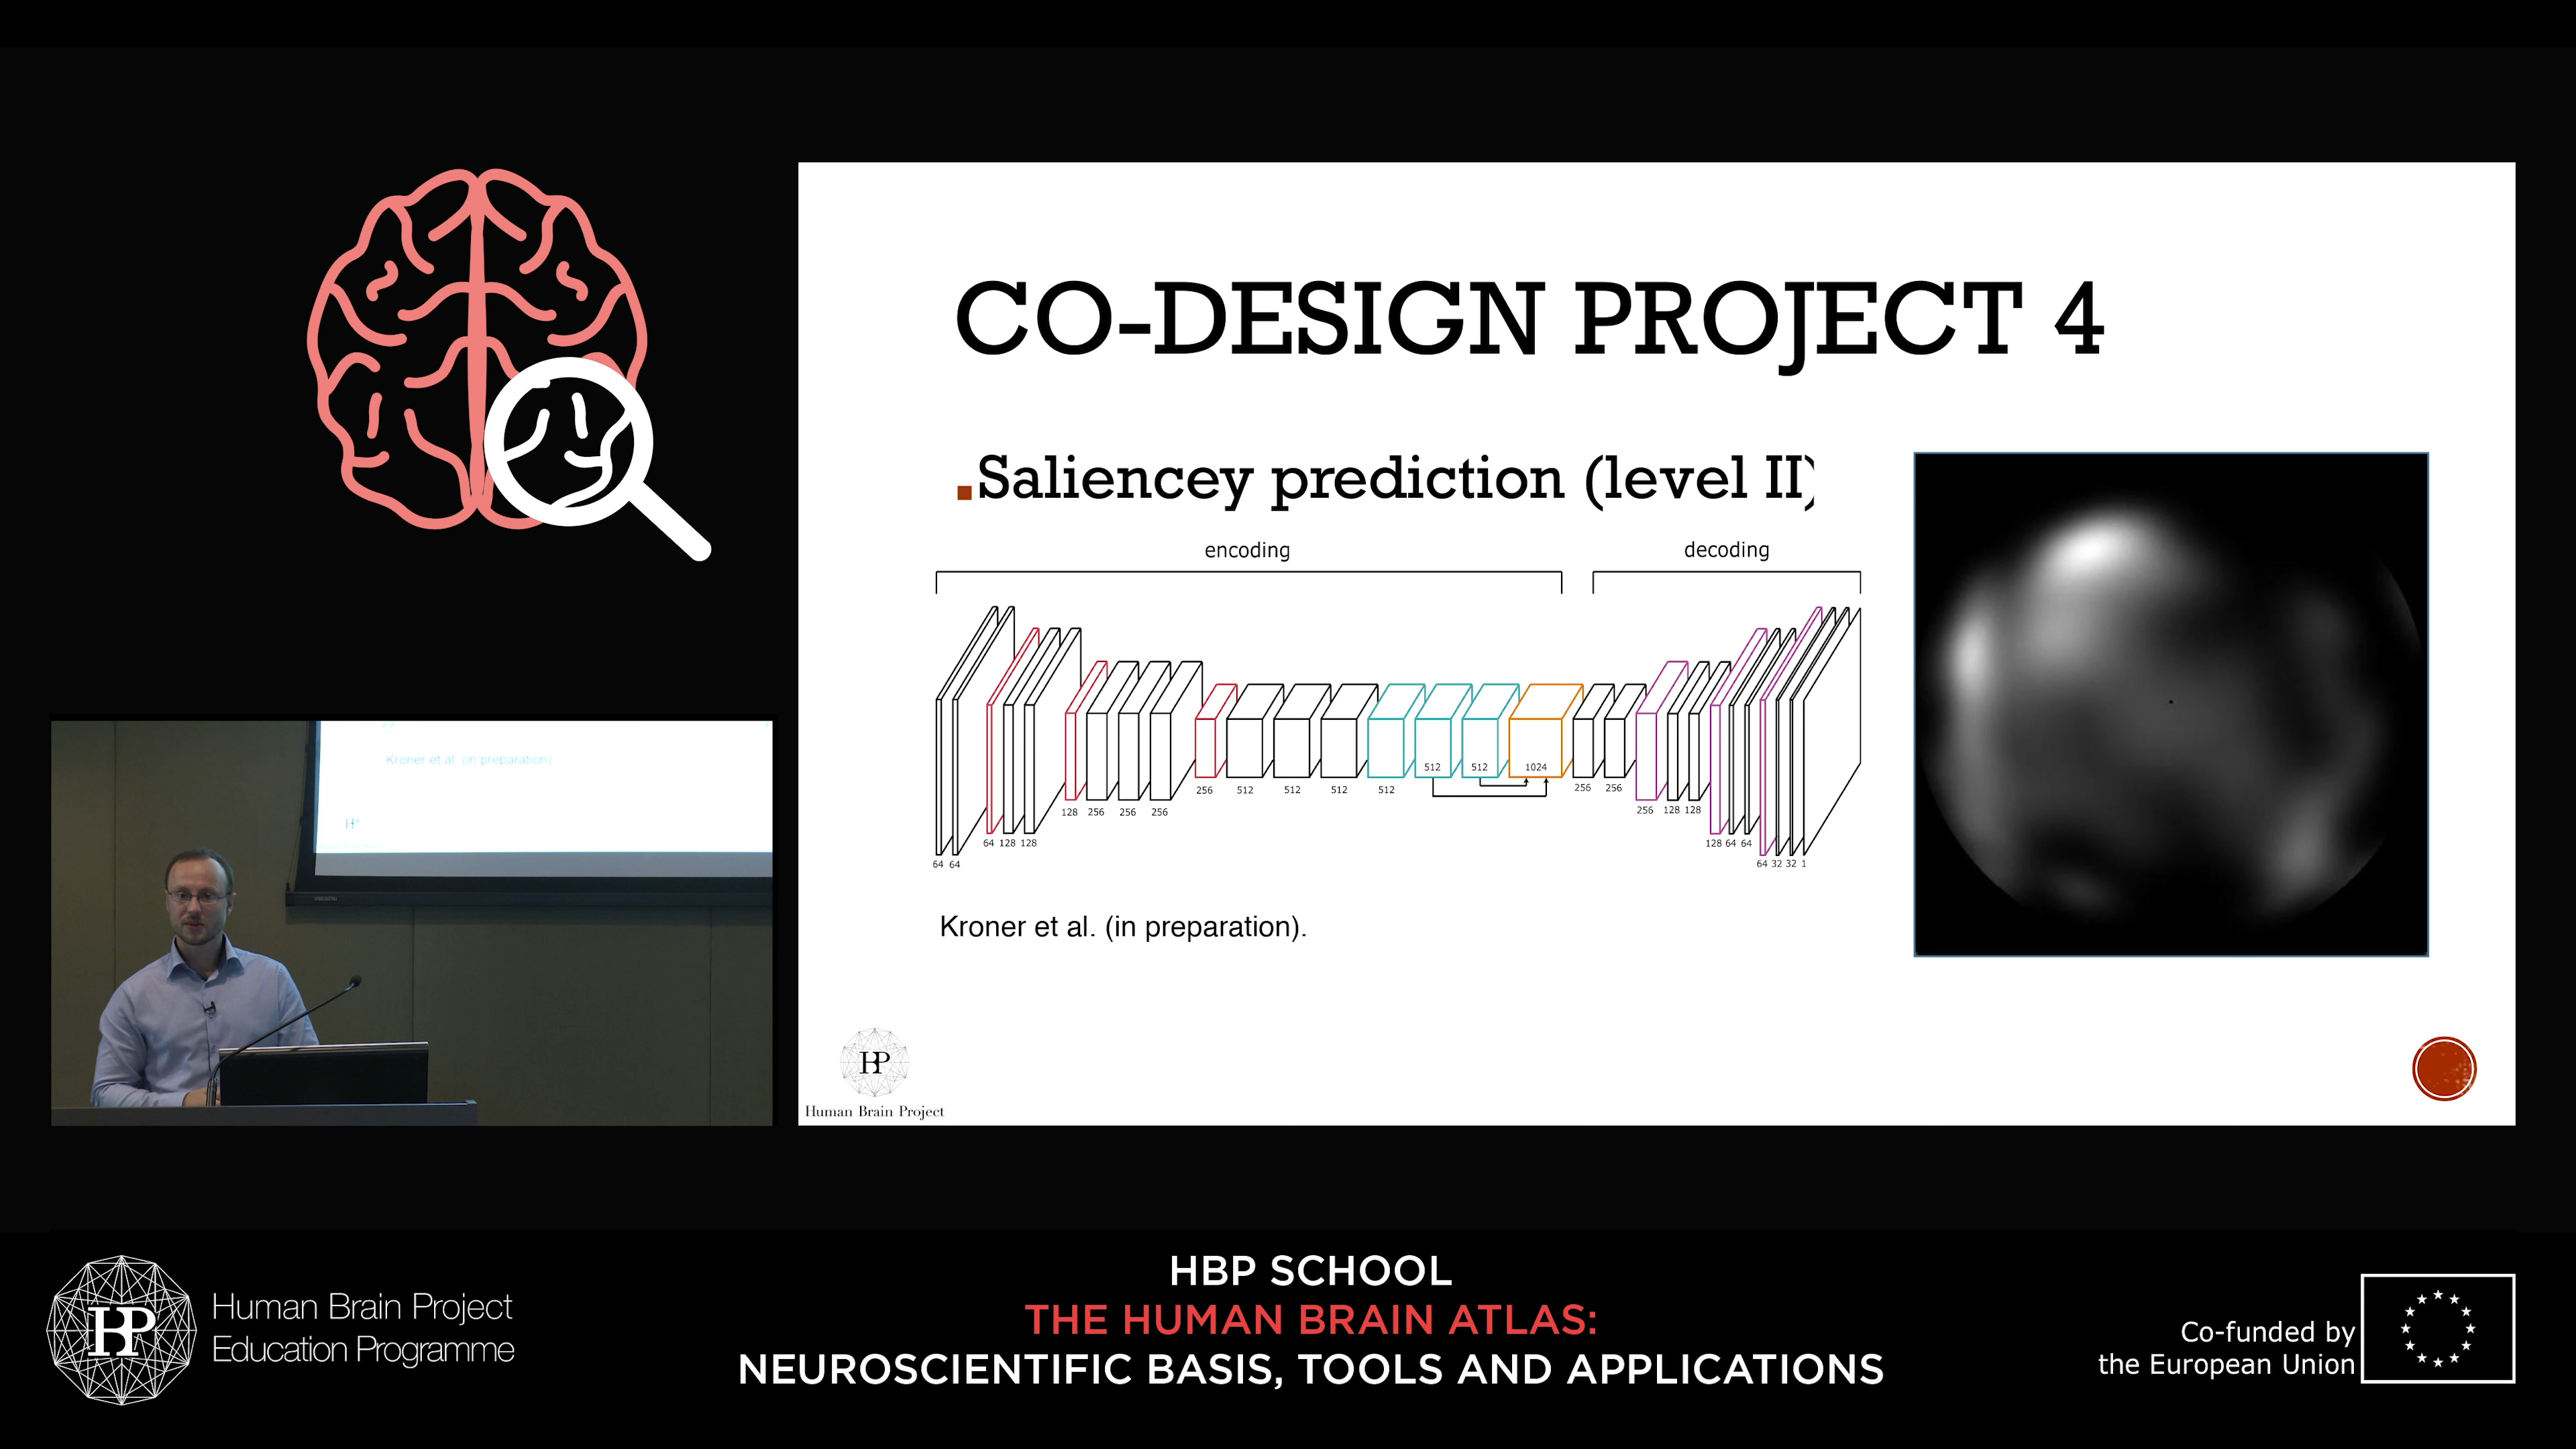 CO-DESIGN PROJECT 4
Saliencey prediction (level II)
encoding
decoding
512 512 1024
256 512 512 512 512
256 256
128 256 256 256
256 128 128
64 128 128
128 64 64
64 64
64 32 32 1
Kroner et al. (in preparation).
HP
Human Brain Project
Kroner et al. (in preparation)
HP
HBP
Human Brain Project
Education Programme
HBP SCHOOL
THE HUMAN BRAIN ATLAS:
NEUROSCIENTIFIC BASIS, TOOLS AND APPLICATIONS
Co-funded by
the European Union